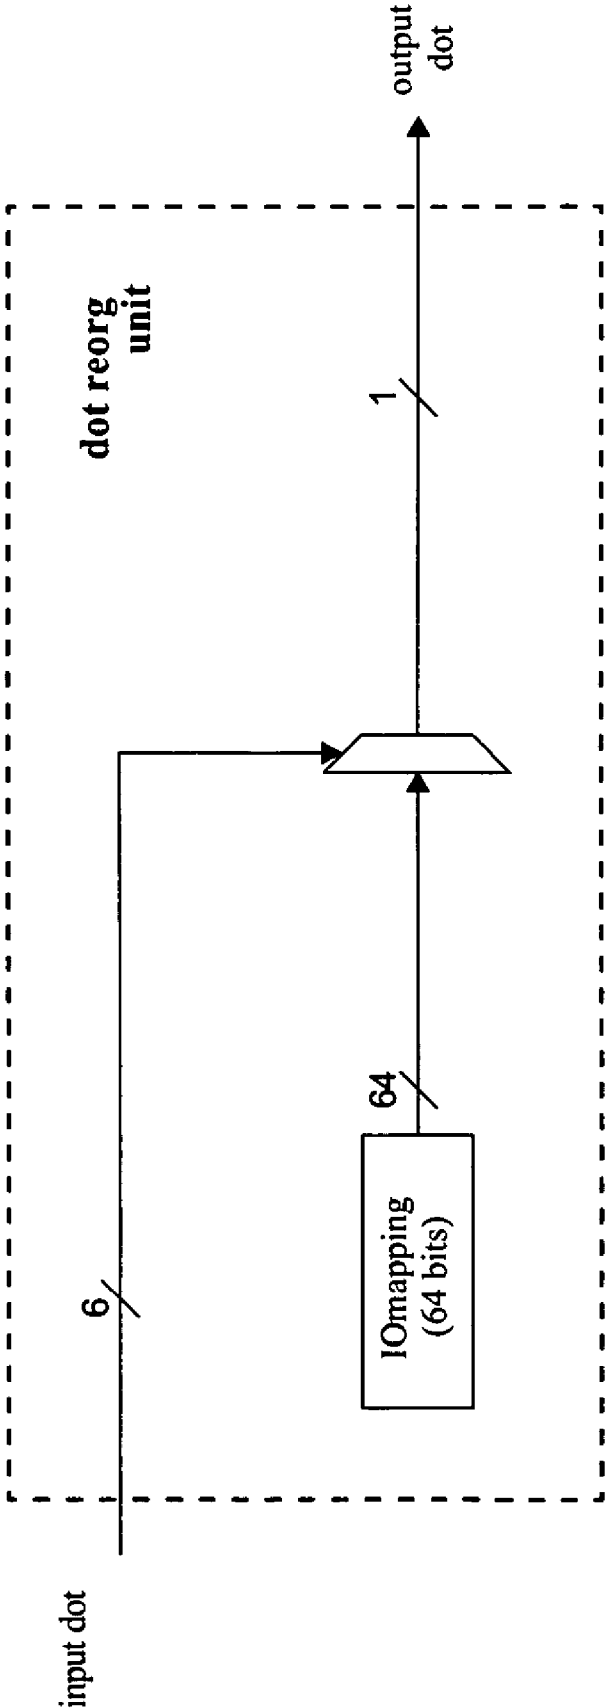 input dot
6
IOmapping
(64 bits)
64
dot reorg
unit
1
output
dot